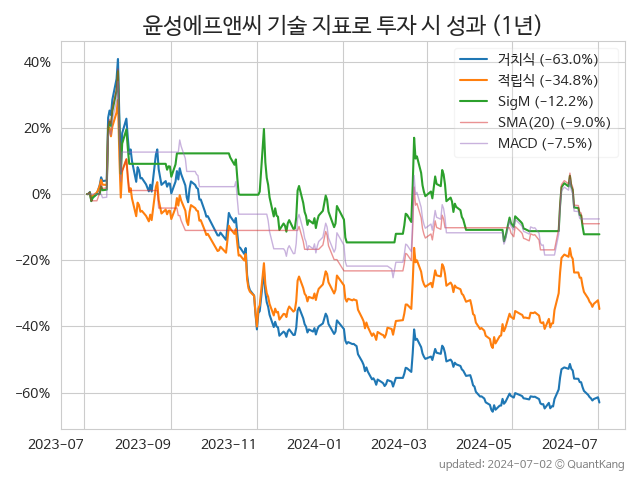 윤성에프앤씨 기술 지표로 투자 시 성과 (1년)
거치식 (−63.0%)
적립식 (−34.8%)
SigM (−12.2%)
SMA(20) (−9.0%)
MACD (−7.5%)
40%
20%
0%
−20%
−40%
−60%
2023-07 2023-09 2023-11 2024-01 2024-03 2024-05 2024-07
updated: 2024-07-02 © QuantKang